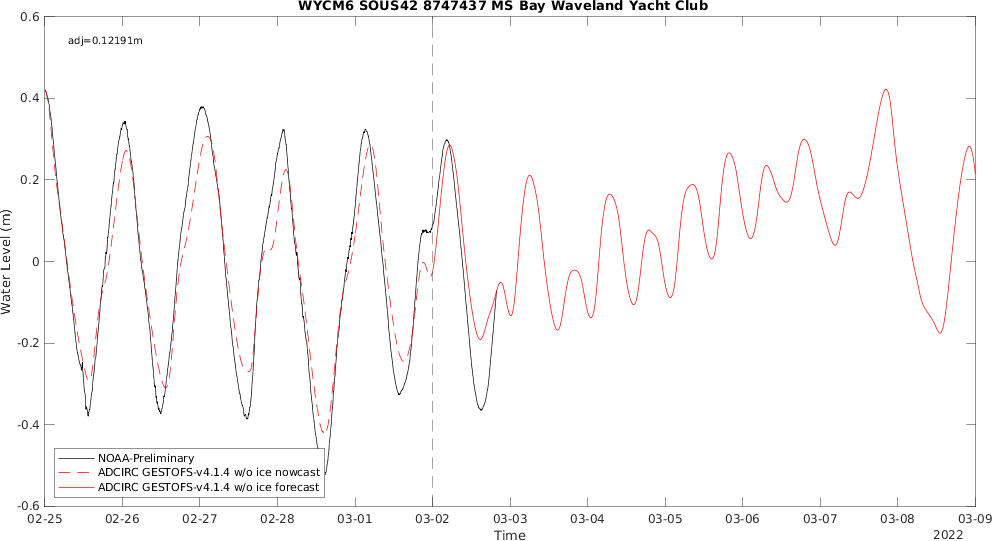 WYCM6 SOUS42 8747437 MS Bay Waveland Yacht Club
adj=0.12191m
0.6
0.4
0.2
0
-0.2
-0.4
-0.6
Water Level (m)
NOAA-Preliminary
ADCIRC GESTOFS-v4.1.4 w/o ice nowcast
ADCIRC GESTOFS-v4.1.4 w/o ice forecast
02-25 02-26 02-27 02-28 03-01 03-02 03-03 03-04 03-05 03-06 03-07 03-08 03-09
Time
2022